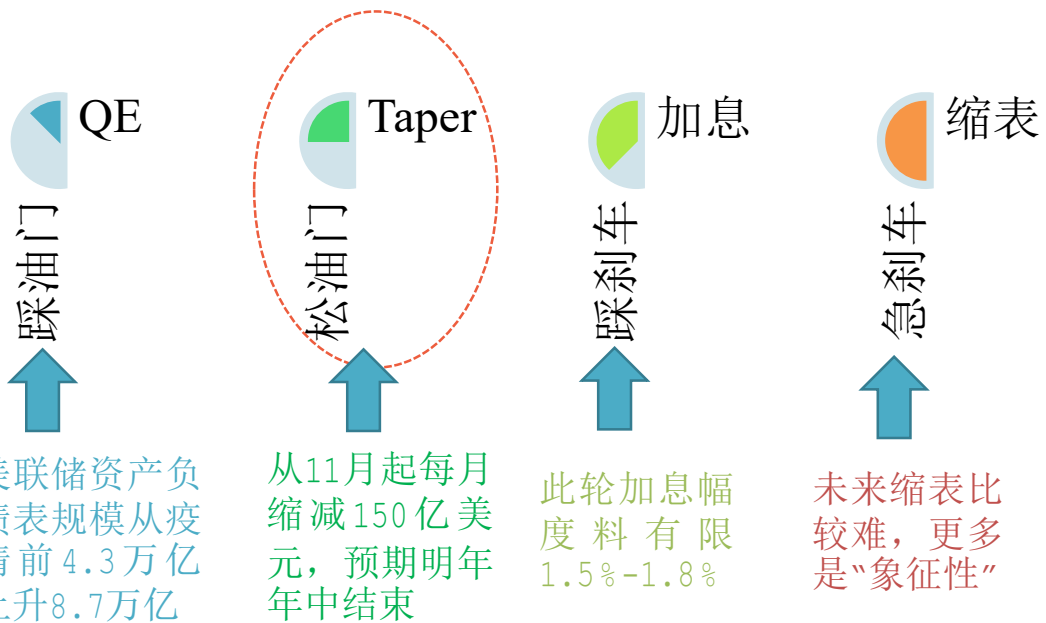 QE
踩油门
联储资产负
表规模从疫
前4.3万亿
升8.7万亿
Taper
松油门
从11月起每月
缩减150亿美
元，预期明年
年中结束
加息
踩刹车
此轮加息幅
度料有限
1.5%-1.8%
缩表
急刹车
未来缩表比
较难，更多
是“象征性”